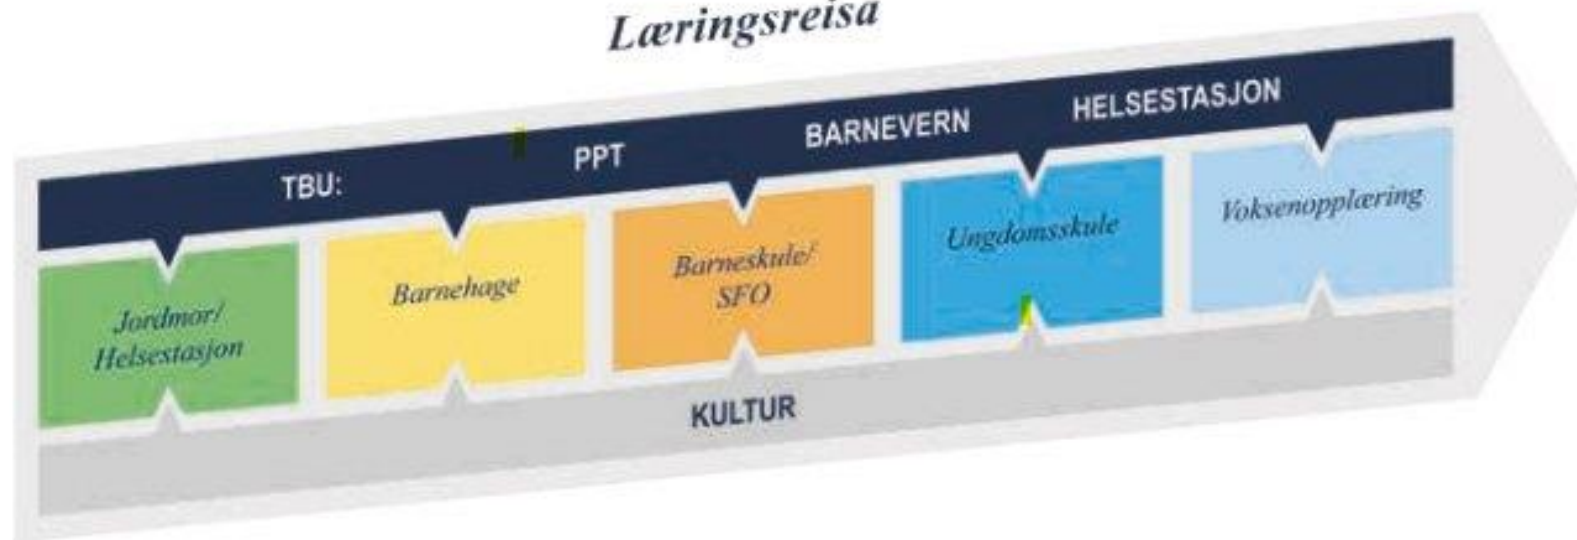 Læringsreisa
TBU: PPT BARNEVERN HELSESTASJON
Jordmor/
Helsestasjon
Barnehage
Barneskule/
SFO
Ungdomsskule
Voksenopplæring
KULTUR